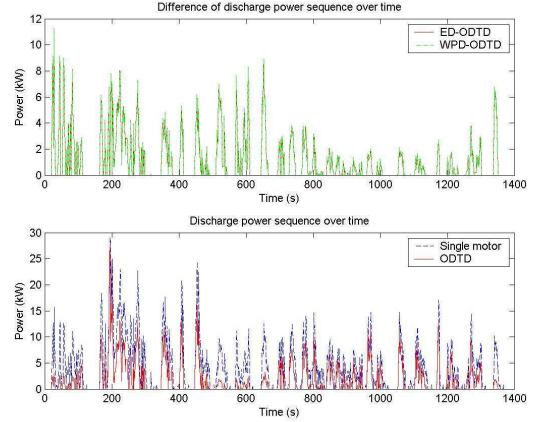 Difference of discharge power sequence over time
12
10
8
6
4
2
0
Power (kW)
ED-ODTD
WPD-ODTD
0 200 400 600 800 1000 1200 1400
Time (s)
Discharge power sequence over time
30
25
20
15
10
5
0
Power (kW)
Single motor
ODTD
0 200 400 600 800 1000 1200 1400
Time (s)